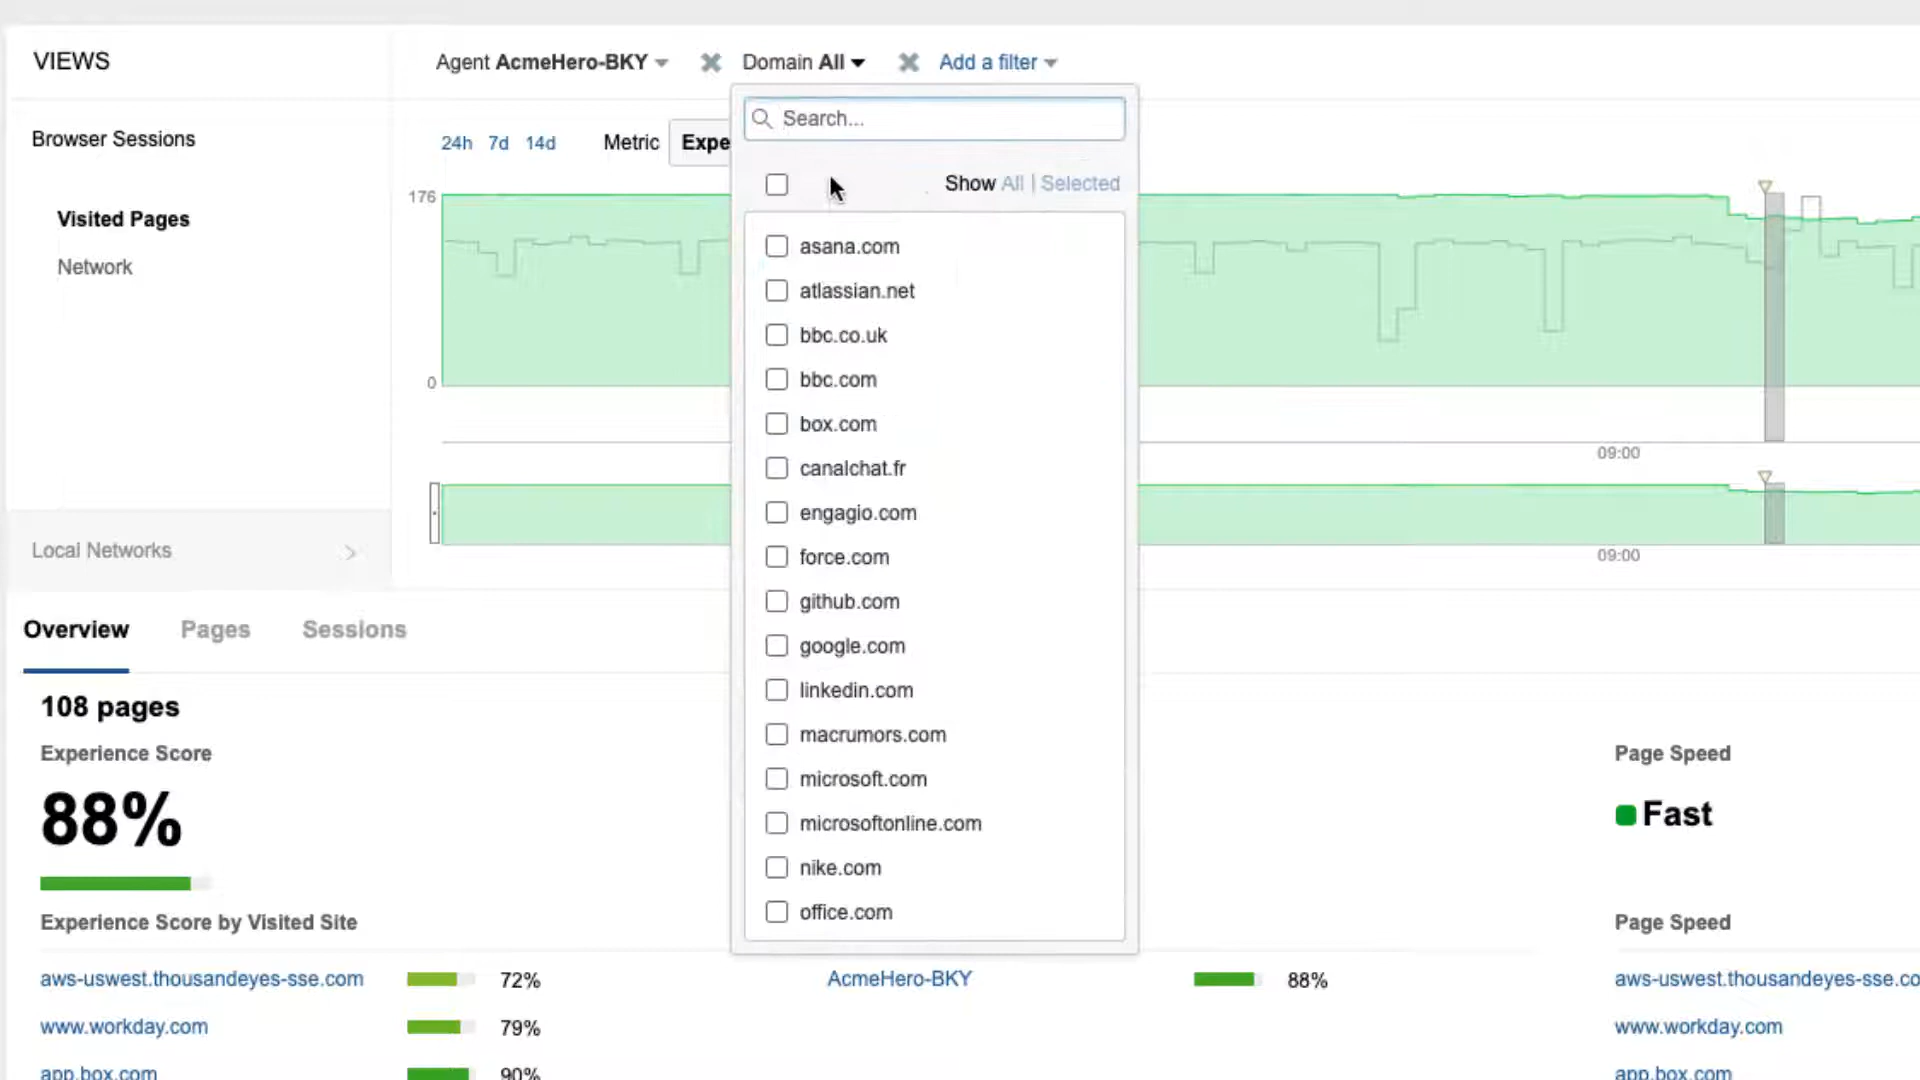 VIEWS
Agent AcmeHero-BKY
Domain All
Add a filter
Browser Sessions
Visited Pages
Network
Local Networks
24h 7d 14d
Metric
Expe
Search...
Show All | Selected
asana.com
atlassian.net
bbc.co.uk
bbc.com
box.com
canalchat.fr
engagio.com
force.com
github.com
google.com
linkedin.com
macrumors.com
microsoft.com
microsoftonline.com
nike.com
office.com
176
0
09:00
09:00
Overview Pages Sessions
108 pages
Experience Score
88%
Page Speed
Fast
Experience Score by Visited Site
Page Speed
aws-uswest.thousandeyes-sse.com 72%
AcmeHero-BKY 88%
aws-uswest.thousandeyes-sse.co
www.workday.com 79%
www.workday.com
app.box.com 90%
app.box.com